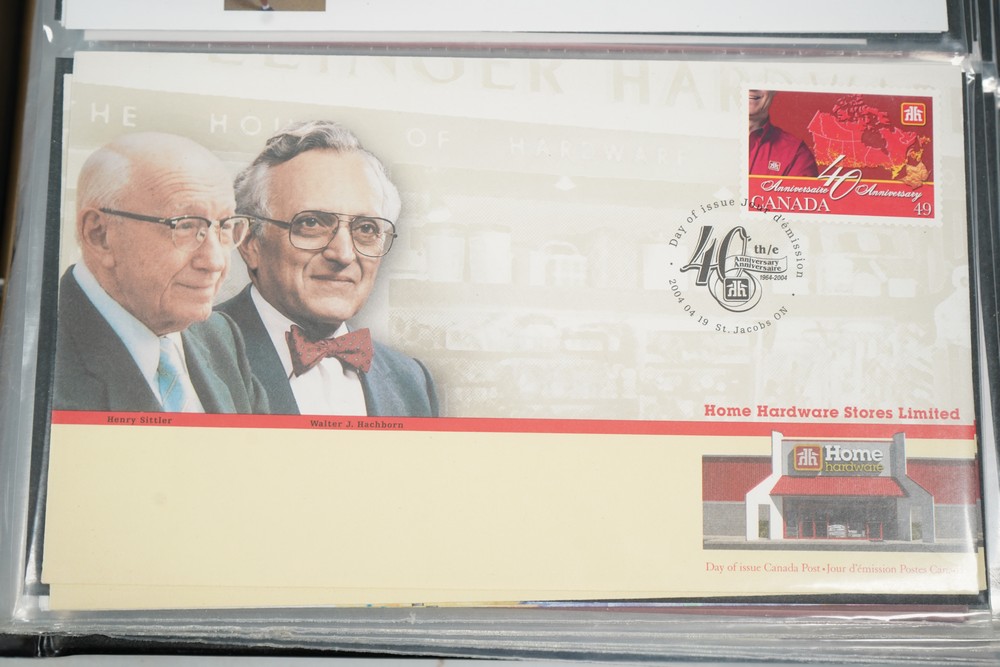 LINGER HARDW
THE HOUSE OF HARDWARE
Anniversaire 40 Anniversary
CANADA 49
Day of issue Jour d'émission
40 th/e
Anniversary
Anniversaire
1964-2004
2004 04 19 St. Jacobs ON
Home Hardware Stores Limited
Henry Sittler
Walter J. Hachborn
Home
hardware
Day of issue Canada Post • Jour d'émission Postes